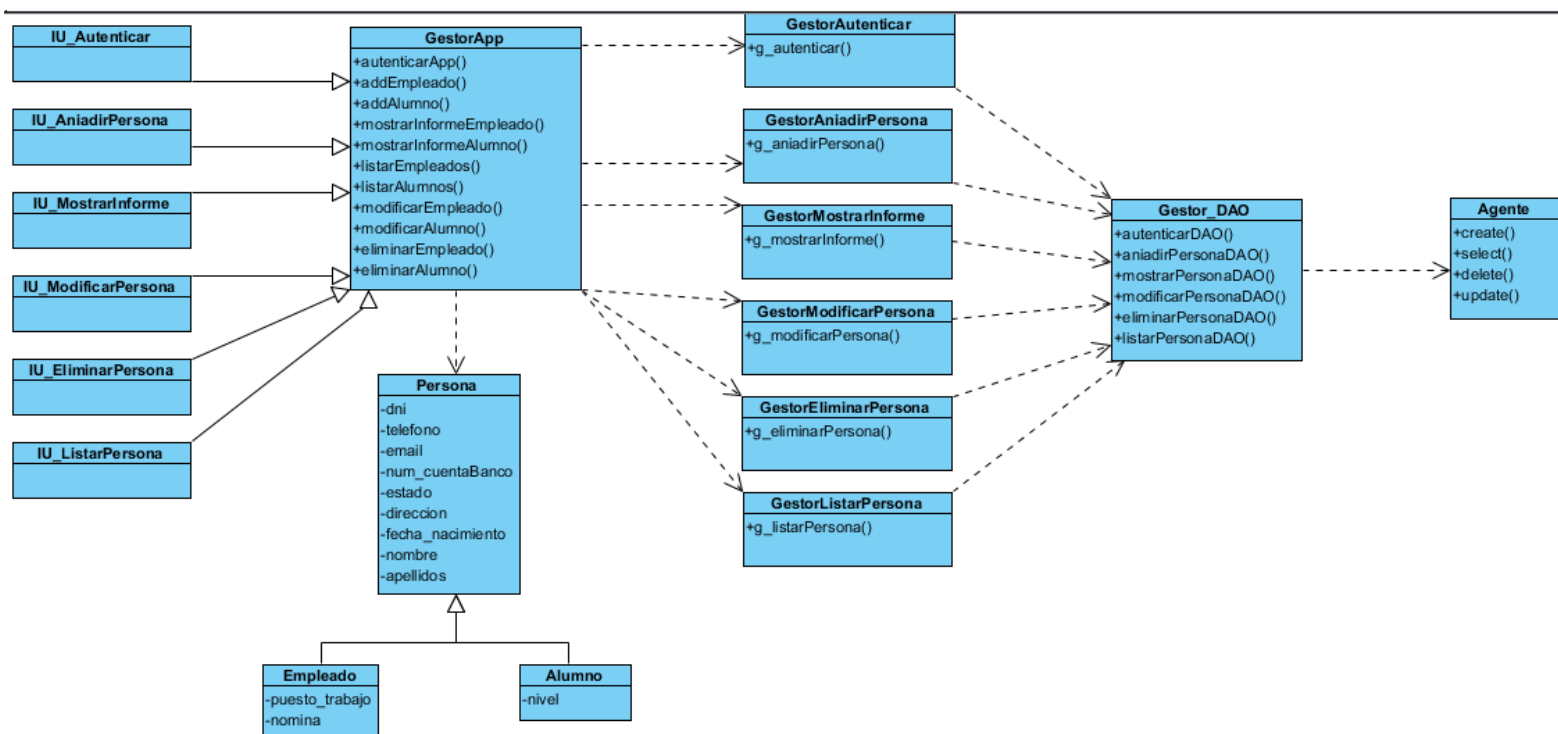 IU_Autenticar
IU_AniadirPersona
IU_MostrarInforme
IU_ModificarPersona
IU_EliminarPersona
IU_ListarPersona
GestorApp
+autenticarApp()
+addEmpleado()
+addAlumno()
+mostrarInformeEmpleado()
+mostrarInformeAlumno()
+listarEmpleados()
+listarAlumnos()
+modificarEmpleado()
+modificarAlumno()
+eliminarEmpleado()
+eliminarAlumno()
Persona
-dni
-telefono
-email
-num_cuentaBanco
-estado
-direccion
-fecha_nacimiento
-nombre
-apellidos
Empleado
-puesto_trabajo
-nomina
Alumno
-nivel
GestorAutenticar
+g_autenticar()
GestorAniadirPersona
+g_aniadirPersona()
GestorMostrarInforme
+g_mostrarInforme()
GestorModificarPersona
+g_modificarPersona()
GestorEliminarPersona
+g_eliminarPersona()
GestorListarPersona
+g_listarPersona()
Gestor_DAO
+autenticarDAO()
+aniadirPersonaDAO()
+mostrarPersonaDAO()
+modificarPersonaDAO()
+eliminarPersonaDAO()
+listarPersonaDAO()
Agente
+create()
+select()
+delete()
+update()